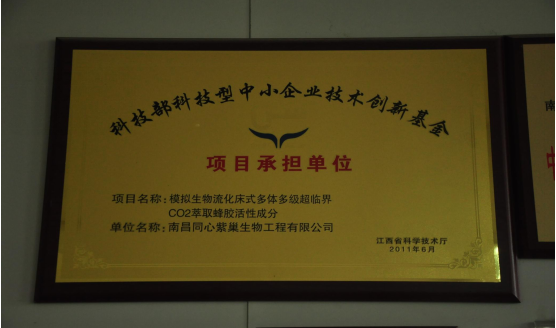 科技部科技型中小企业技术创新基金
项目承担单位
项目名称：模拟生物流化床式多体多级超临界
CO2萃取蜂胶活性成分
单位名称：南昌同心紫巢生物工程有限公司
江西省科学技术厅
2011年6月
南